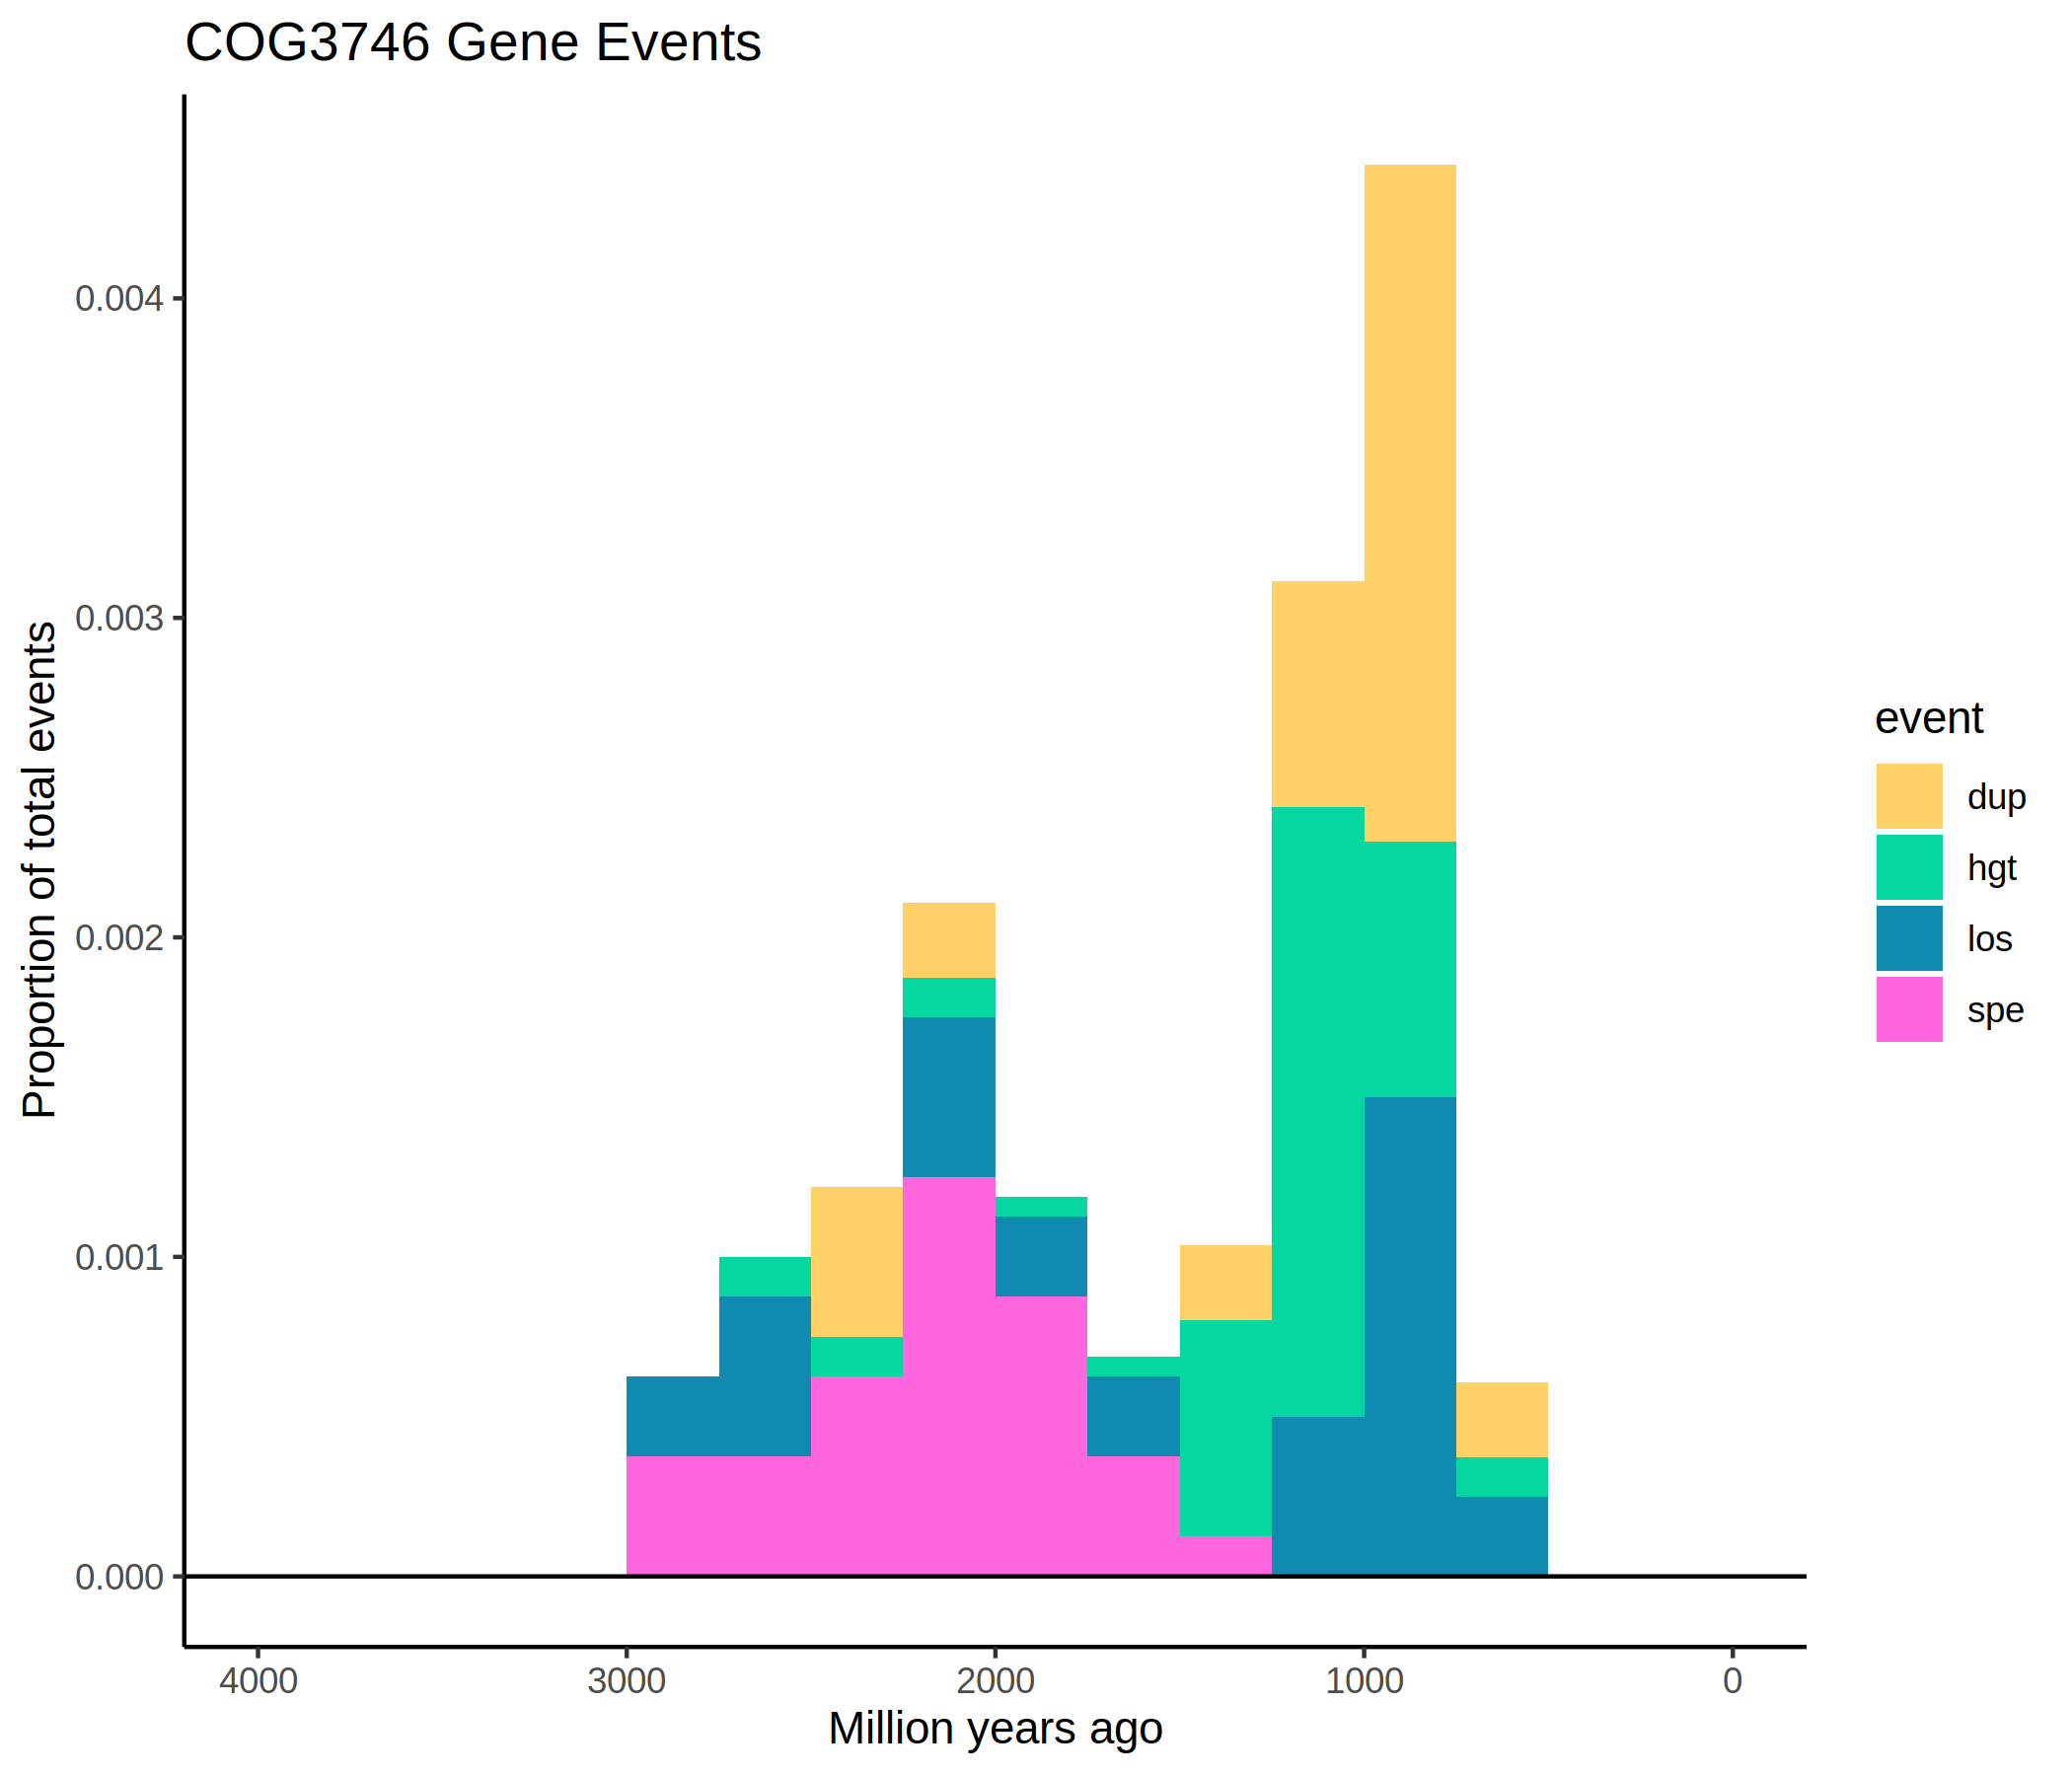 COG3746 Gene Events
Proportion of total events
0.004
0.003
0.002
0.001
0.000
4000 3000 2000 1000 0
Million years ago
event
dup
hgt
los
spe